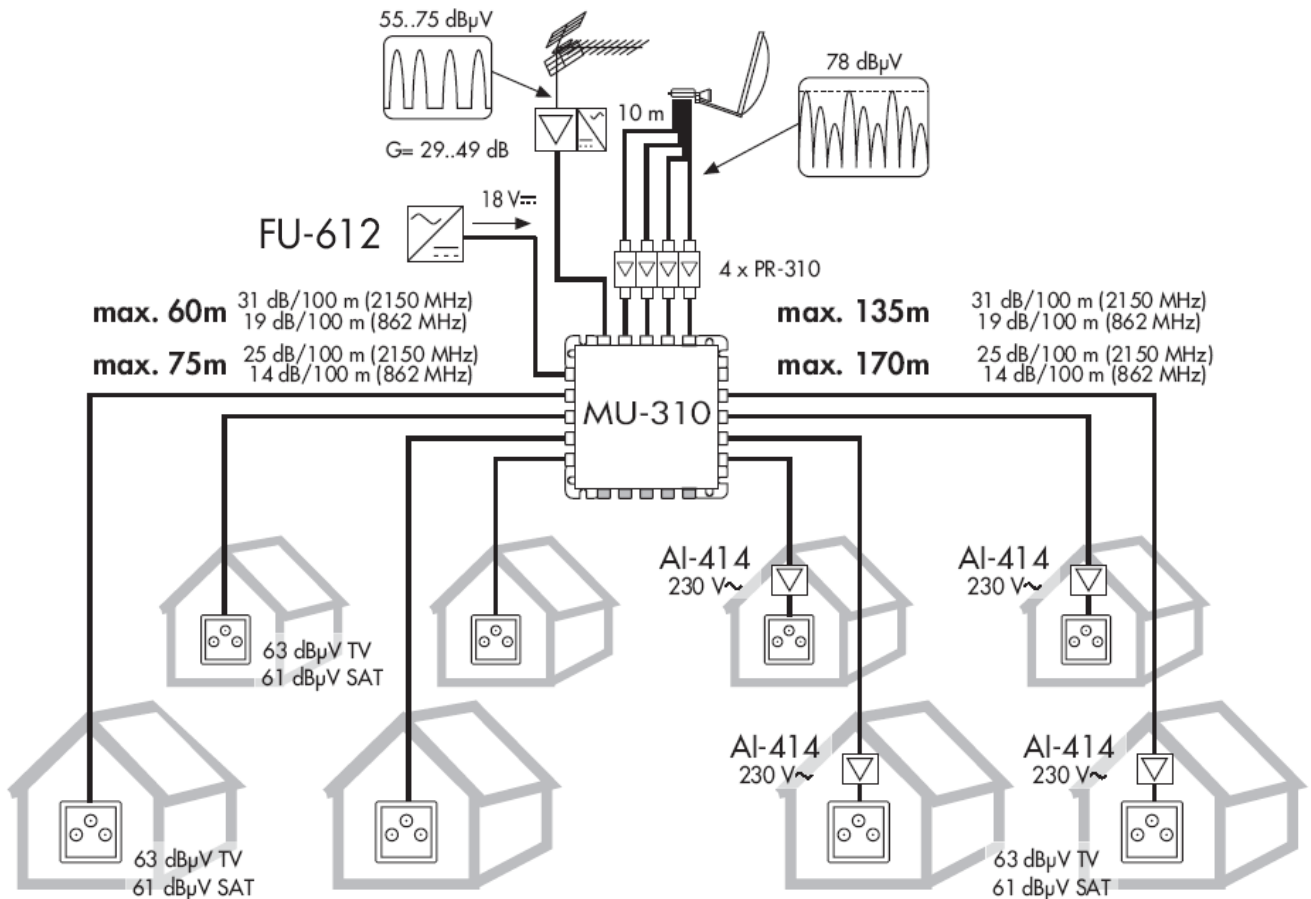 55..75 dBµV
78 dBµV
10 m
G= 29..49 dB
18 V
FU-612
4 x PR-310
max. 60m 31 dB/100 m (2150 MHz)
19 dB/100 m (862 MHz)
max. 75m 25 dB/100 m (2150 MHz)
14 dB/100 m (862 MHz)
max. 135m 31 dB/100 m (2150 MHz)
19 dB/100 m (862 MHz)
max. 170m 25 dB/100 m (2150 MHz)
14 dB/100 m (862 MHz)
MU-310
AI-414
230 V~
AI-414
230 V~
63 dBµV TV
61 dBµV SAT
AI-414
230 V~
AI-414
230 V~
63 dBµV TV
61 dBµV SAT
63 dBµV TV
61 dBµV SAT